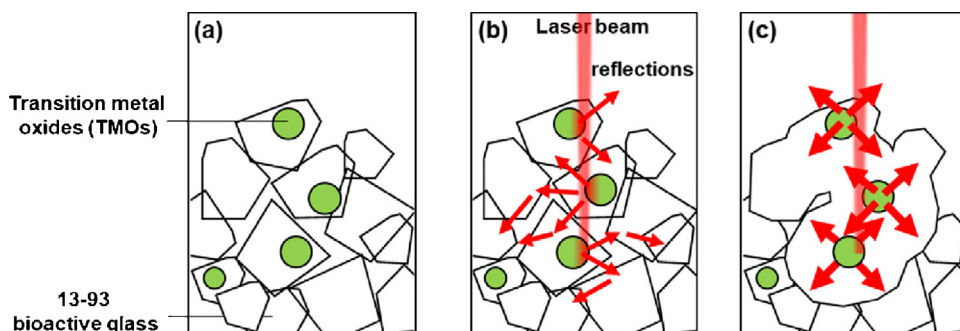 (a)
(b)
(c)
Laser beam
reflections
Transition metal
oxides (TMOs)
13-93
bioactive glass